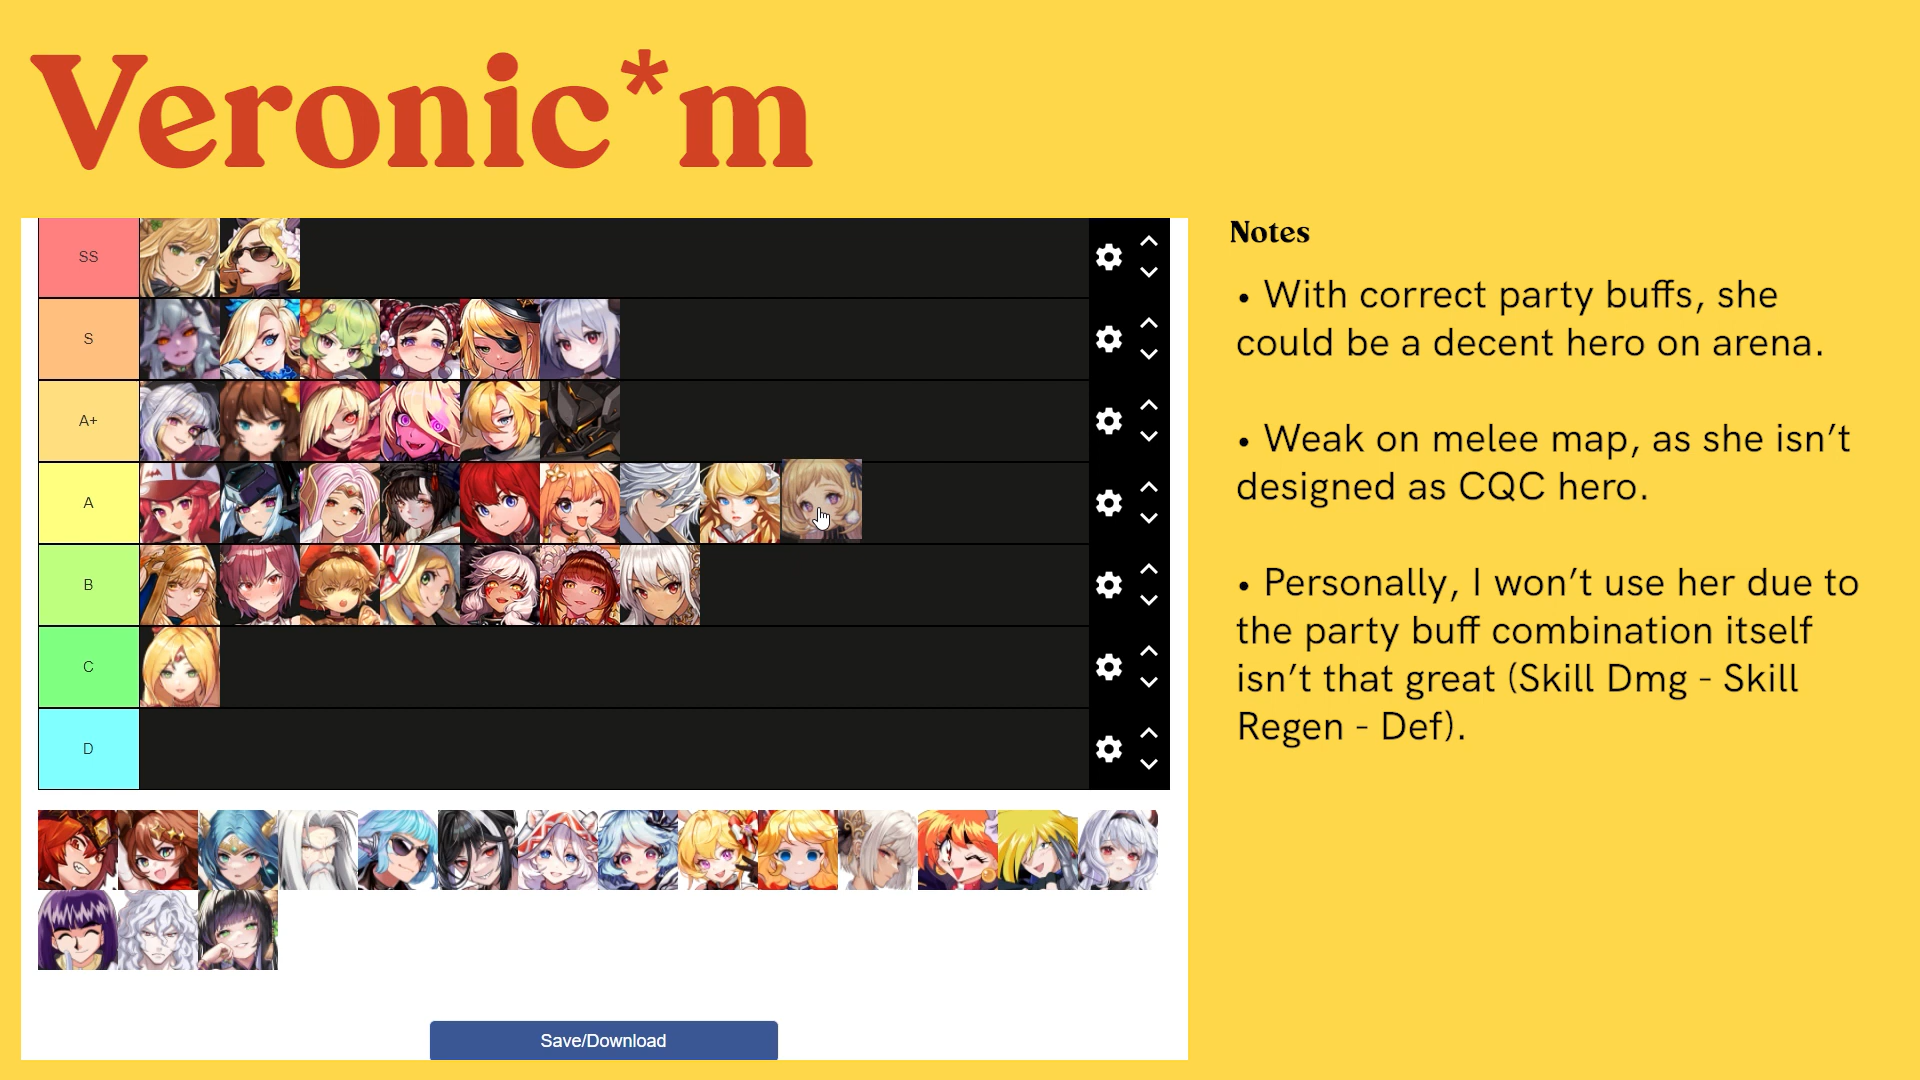 Veronic*m
SS
S
A+
A
B
C
D
Save/Download
Notes
• With correct party buffs, she
could be a decent hero on arena.
• Weak on melee map, as she isn’t
designed as CQC hero.
• Personally, I won’t use her due to
the party buff combination itself
isn’t that great (Skill Dmg - Skill
Regen - Def).